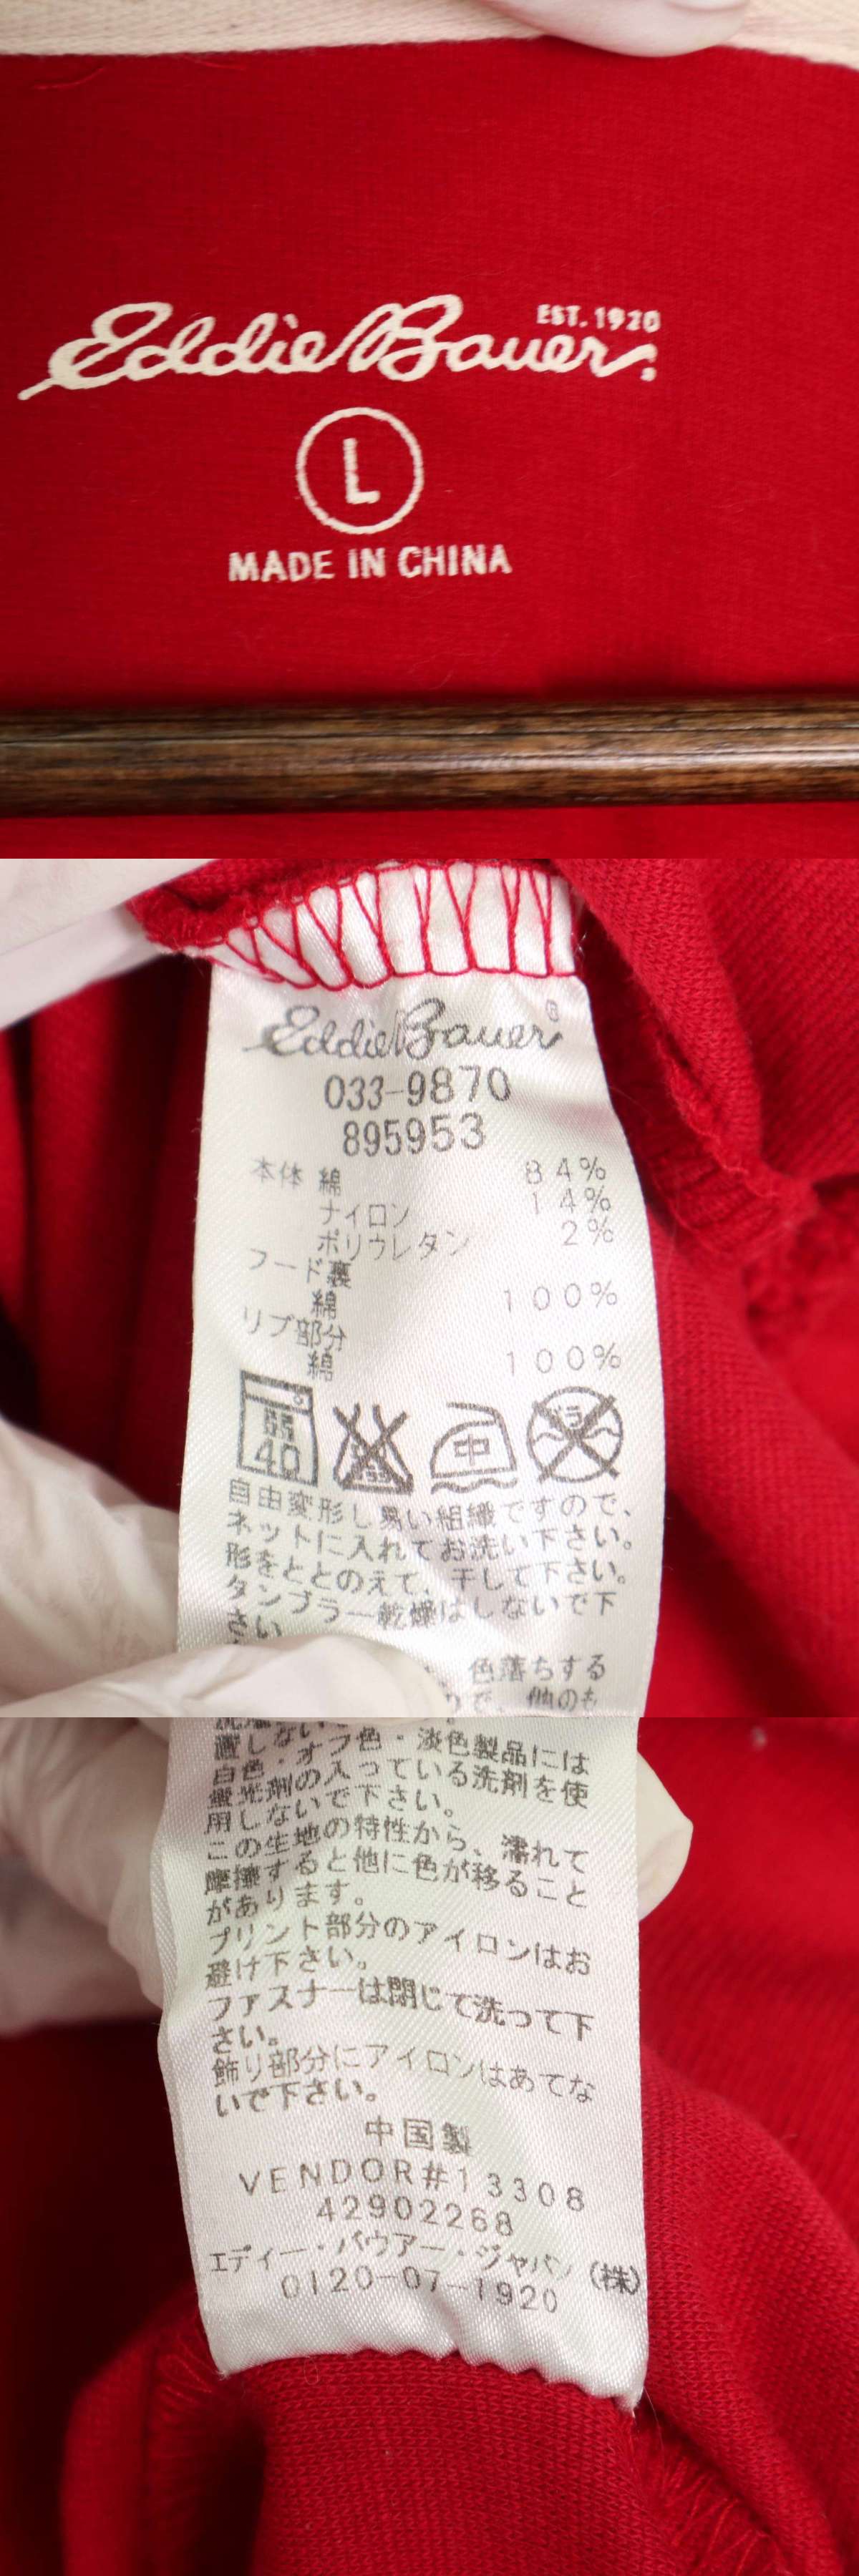 Eddie Bauer
EST. 1920
L
MADE IN CHINA
Eddie Bauer®
033-9870
895953
本体 綿 84%
ナイロン 14%
ポリウレタン 2%
フード裏
綿 100%
リブ部分
綿 100%
40
中
自由変形し易い組織ですので、
ネットに入れてお洗い下さい。
形をととのえて、干して下さい。
タンブラー乾燥はしないで下
さい
色落ちする
で、他のも
白色・オフ色・淡色製品には
蛍光剤の入っている洗剤を使
用しないで下さい。
この生地の特性から、濡れて
摩擦すると他に色が移ること
があります。
プリント部分のアイロンはお
避け下さい。
ファスナーは閉じて洗って下
さい。
飾り部分にアイロンはあてな
いで下さい。
中国製
VENDOR#13308
42902268
エディー・バウアー・ジャパン(株)
0120-07-1920